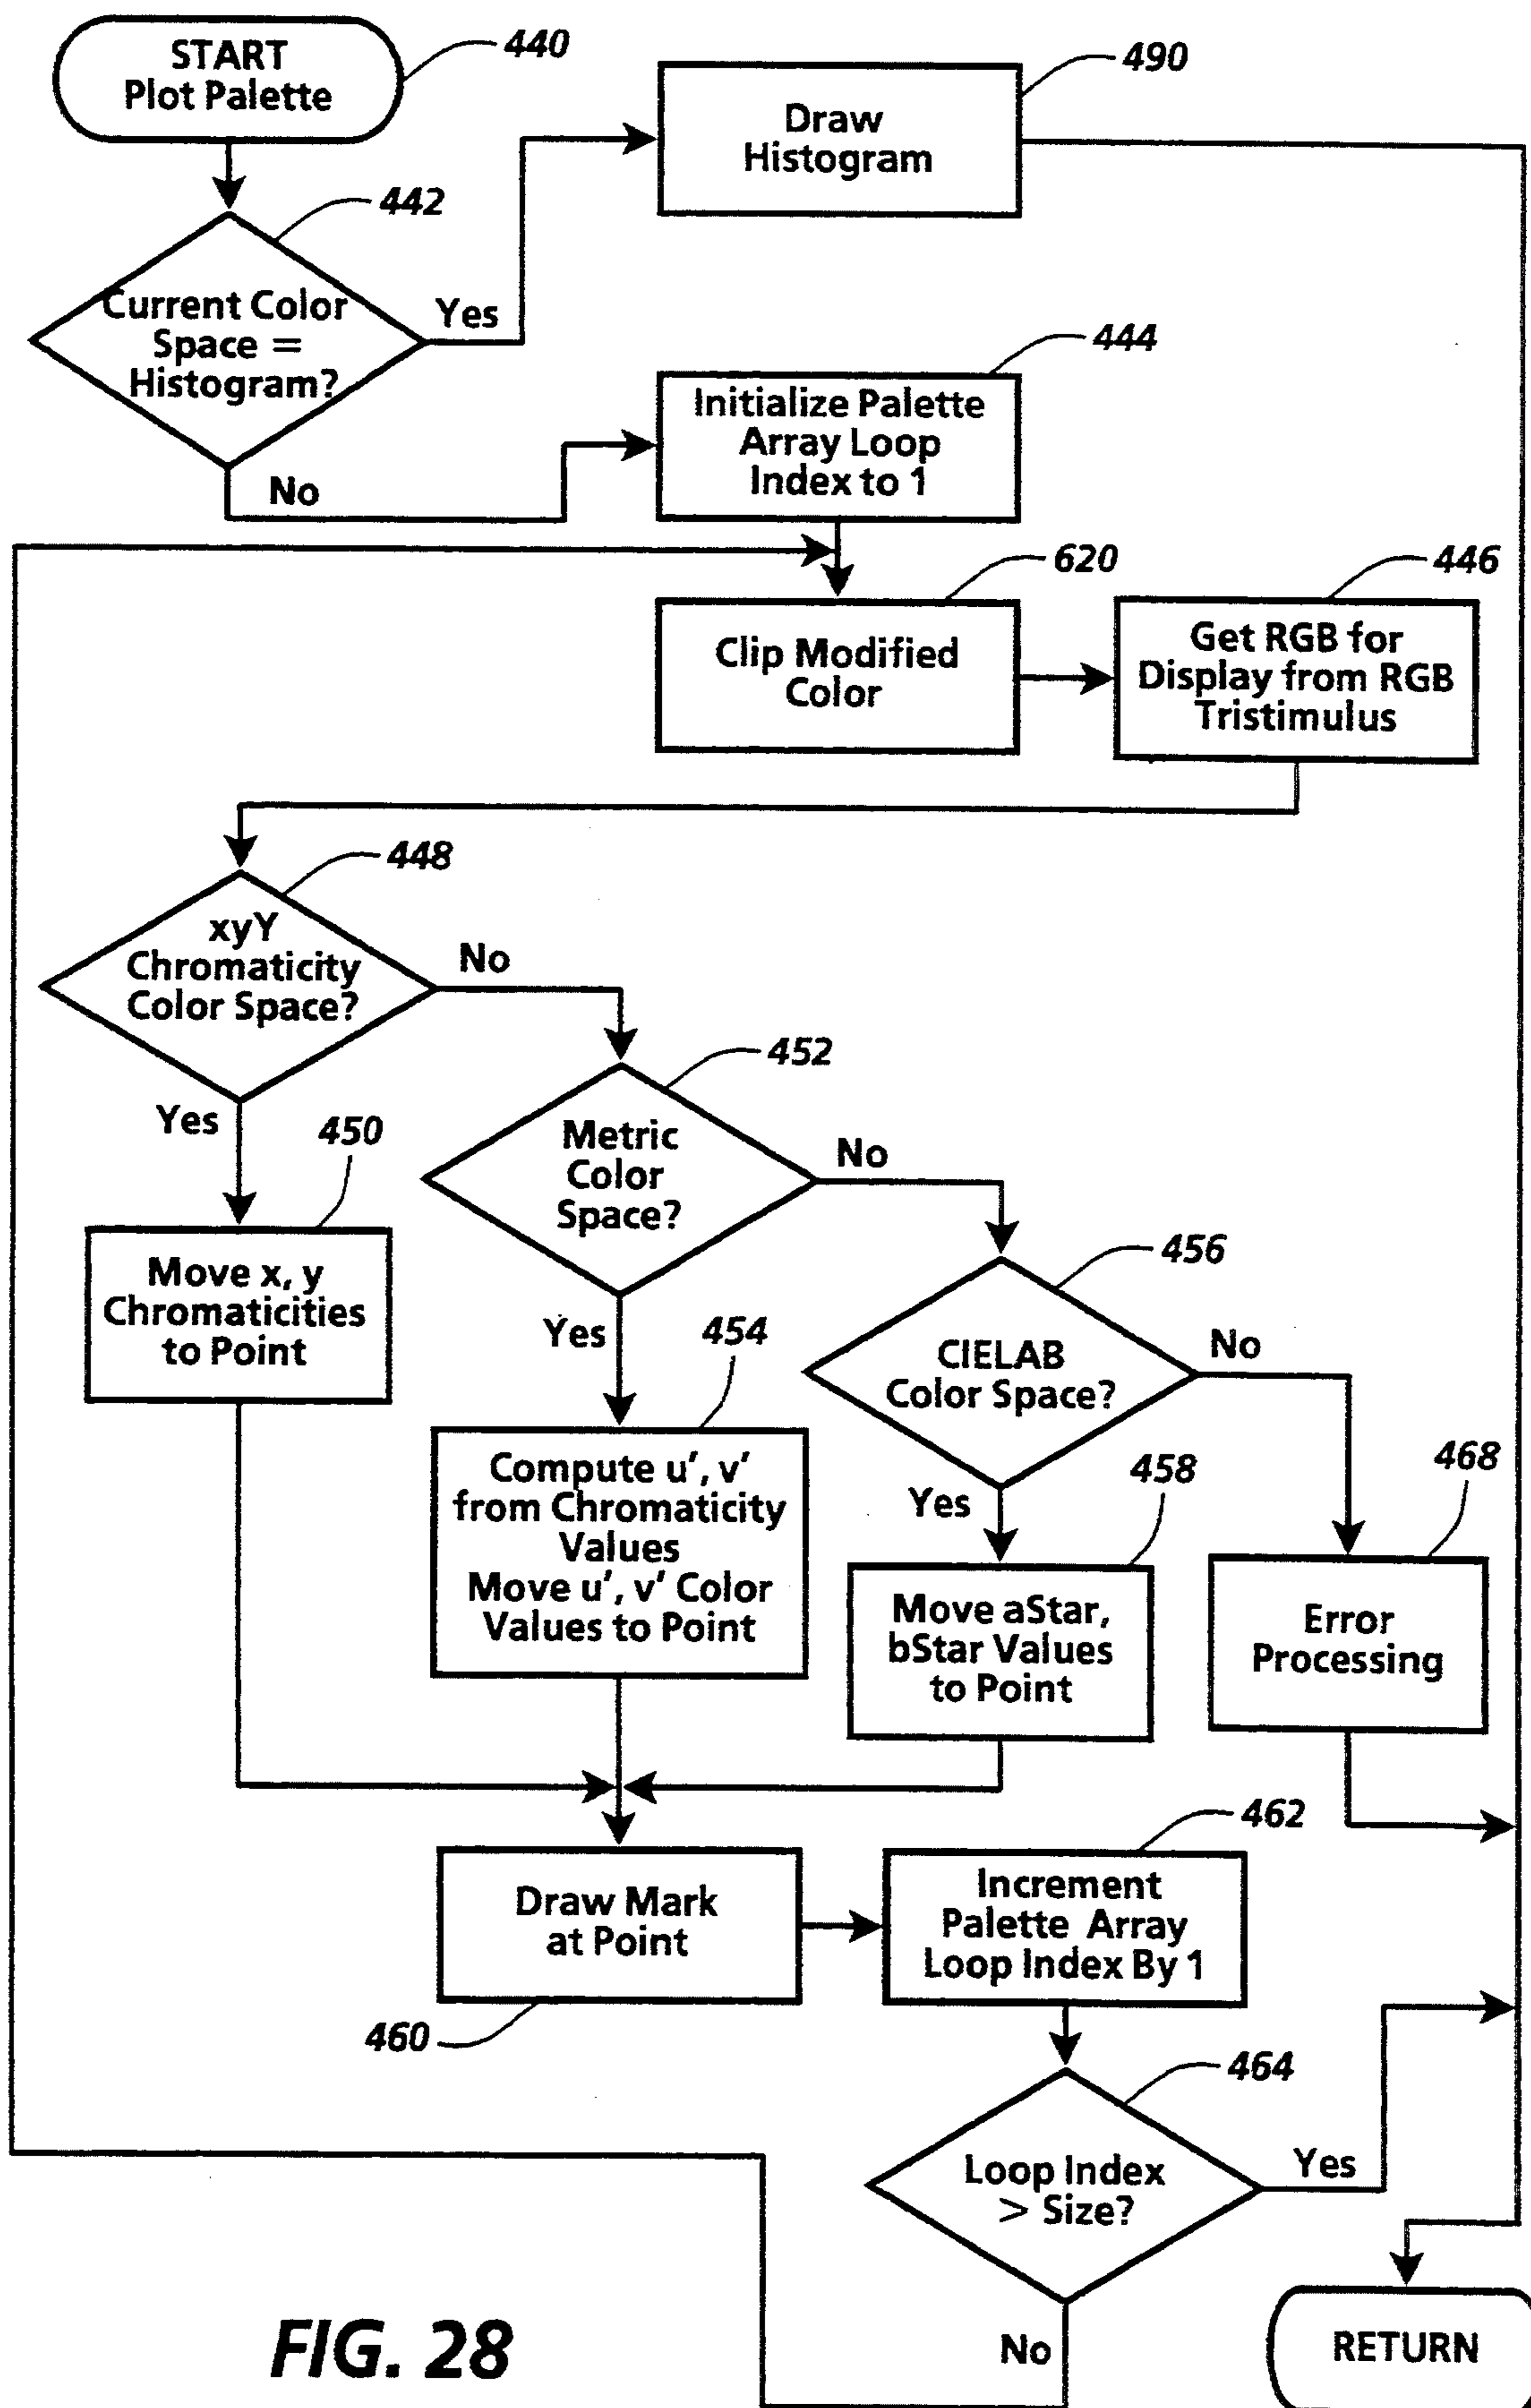 START
Plot Palette
440
Draw
Histogram
490
442
Current Color
Space =
Histogram?
Yes
No
444
Initialize Palette
Array Loop
Index to 1
620
Clip Modified
Color
446
Get RGB for
Display from RGB
Tristimulus
448
xyY
Chromaticity
Color Space?
No
Yes
450
Move x, y
Chromaticities
to Point
452
Metric
Color
Space?
No
Yes
454
Compute u', v'
from Chromaticity
Values
Move u', v' Color
Values to Point
456
CIELAB
Color Space?
No
Yes
458
Move aStar,
bStar Values
to Point
468
Error
Processing
Draw Mark
at Point
460
462
Increment
Palette Array
Loop Index By 1
464
Loop Index
> Size?
Yes
No
RETURN
FIG. 28